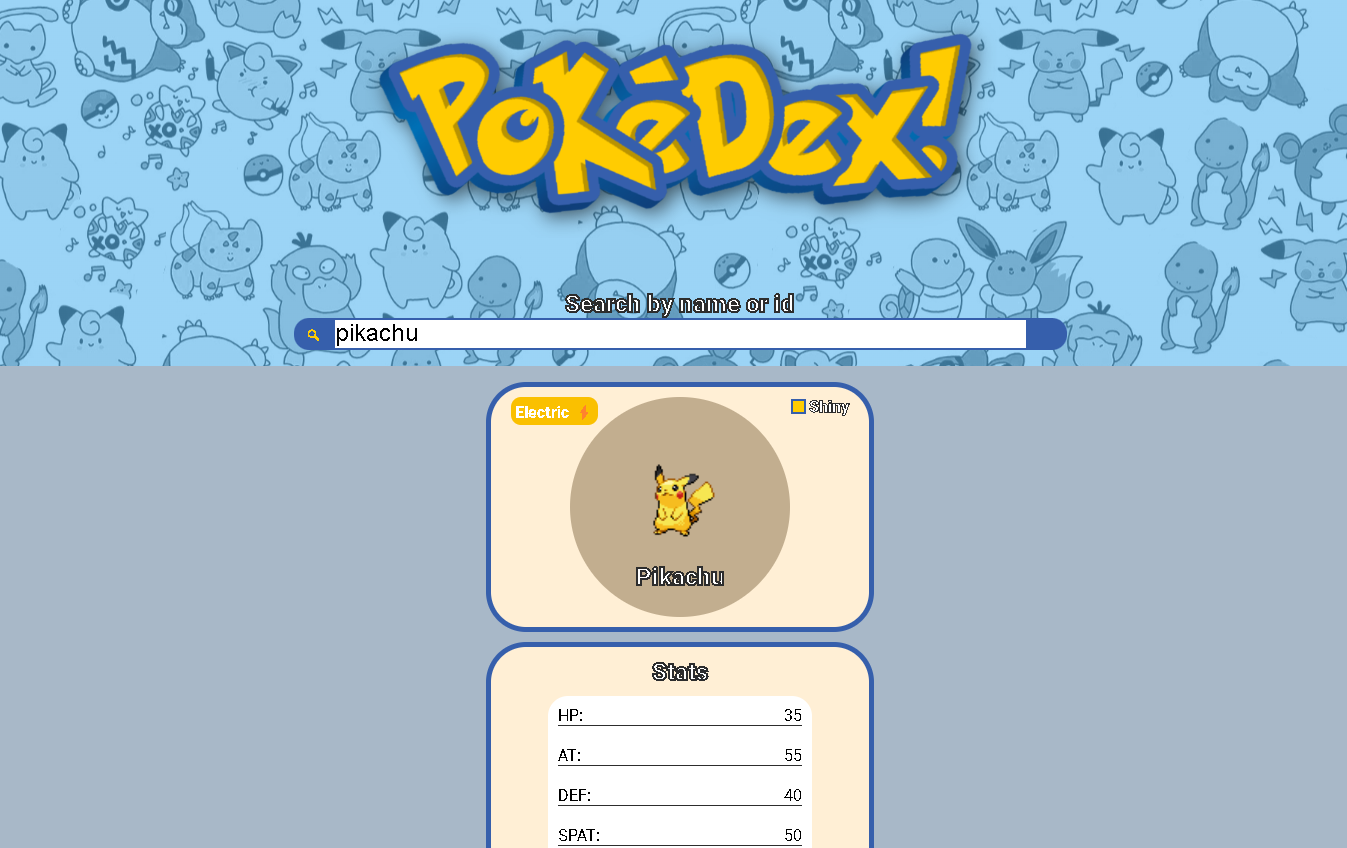 PokéDex!
Search by name or id
pikachu
Electric
Shiny
Pikachu
Stats
HP: 35
AT: 55
DEF: 40
SPAT: 50